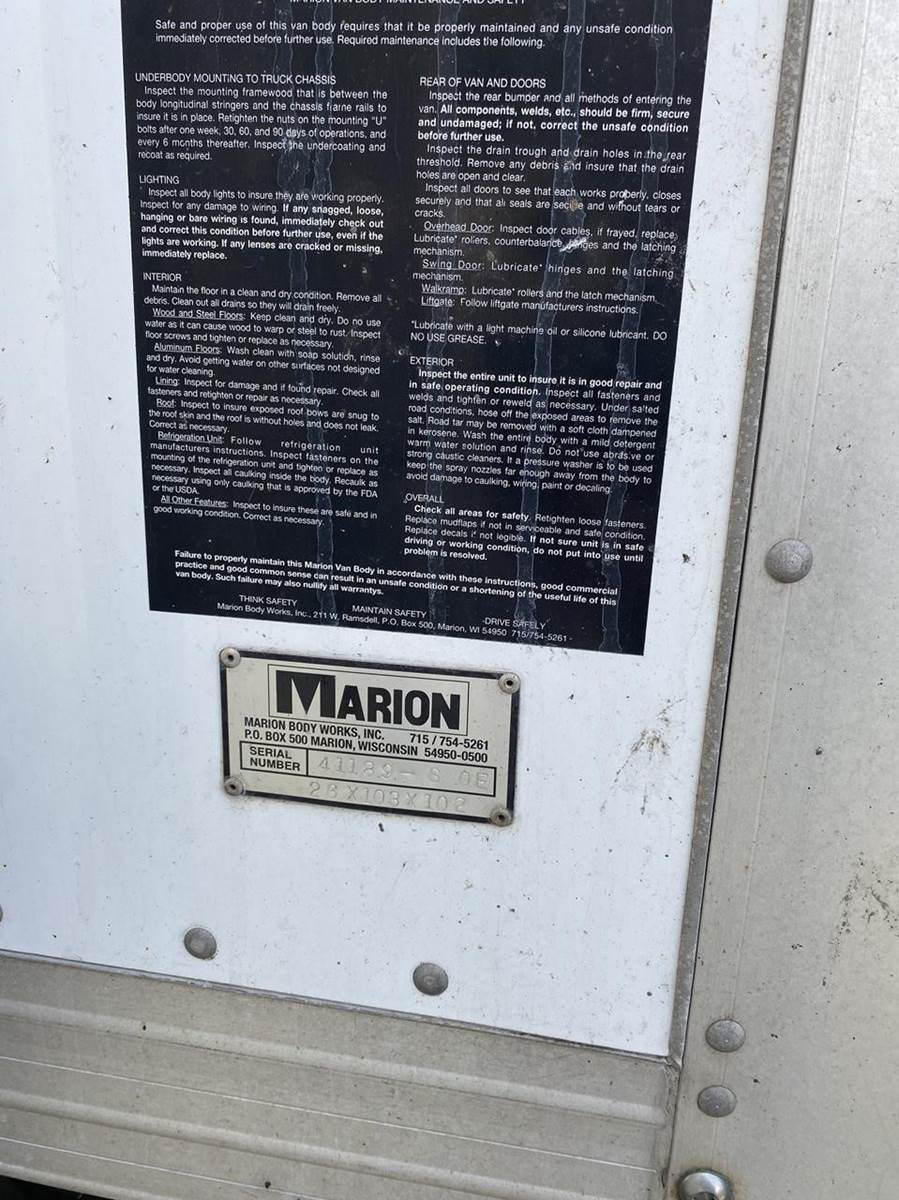 MARION VAN BODY MAINTENANCE AND SAFETY
Safe and proper use of this van body requires that it be properly maintained and any unsafe condition
immediately corrected before further use. Required maintenance includes the following.
UNDERBODY MOUNTING TO TRUCK CHASSIS
Inspect the mounting framewood that is between the
body longitudinal stringers and the chassis frame rails to
insure it is in place. Retighten the nuts on the mounting "U"
bolts after one week, 30, 60, and 90 days of operations, and
every 6 months thereafter. Inspect the undercoating and
recoat as required.
LIGHTING
Inspect all body lights to insure they are working properly.
Inspect for any damage to wiring. If any snagged, loose,
hanging or bare wiring is found, immediately check out
and correct this condition before further use, even if the
lights are working. If any lenses are cracked or missing,
immediately replace.
INTERIOR
Maintain the floor in a clean and dry condition. Remove all
debris. Clean out all drains so they will drain freely.
Wood and Steel Floors: Keep clean and dry. Do no use
water as it can cause wood to warp or steel to rust. Inspect
floor screws and tighten or replace as necessary.
Aluminum Floors: Wash clean with soap solution, rinse
and dry. Avoid getting water on other surfaces not designed
for water cleaning.
Lining: Inspect for damage and if found repair. Check all
fasteners and retighten or repair as necessary.
Roof: Inspect to insure exposed roof bows are snug to
the roof skin and the roof is without holes and does not leak.
Correct as necessary.
Refrigeration Unit: Follow refrigeration unit
manufacturers instructions. Inspect fasteners on the
mounting of the refrigeration unit and tighten or replace as
necessary. Inspect all caulking inside the body. Recaulk as
necessary using only caulking that is approved by the FDA
or the USDA.
All Other Features: Inspect to insure these are safe and in
good working condition. Correct as necessary.
REAR OF VAN AND DOORS
Inspect the rear bumper and all methods of entering the
van. All components, welds, etc., should be firm, secure
and undamaged; if not, correct the unsafe condition
before further use.
Inspect the drain trough and drain holes in the rear
threshold. Remove any debris and insure that the drain
holes are open and clear.
Inspect all doors to see that each works properly, closes
securely and that all seals are secure and without tears or
cracks.
Overhead Door: Inspect door cables, if frayed, replace.
Lubricate* rollers, counterbalance, hinges and the latching
mechanism.
Swing Door: Lubricate* hinges and the latching
mechanism.
Walkramp: Lubricate* rollers and the latch mechanism.
Liftgate: Follow liftgate manufacturers instructions.
*Lubricate with a light machine oil or silicone lubricant. DO
NO USE GREASE.
EXTERIOR
Inspect the entire unit to insure it is in good repair and
in safe operating condition. Inspect all fasteners and
welds and tighten or reweld as necessary. Under salted
road conditions, hose off the exposed areas to remove the
salt. Road tar may be removed with a soft cloth dampened
in kerosene. Wash the entire body with a mild detergent
warm water solution and rinse. Do not use abrasive or
strong caustic cleaners. If a pressure washer is to be used
keep the spray nozzles far enough away from the body to
avoid damage to caulking, wiring, paint or decaling.
OVERALL
Check all areas for safety. Retighten loose fasteners.
Replace mudflaps if not in serviceable and safe condition.
Replace decals if not legible. If not sure unit is in safe
driving or working condition, do not put into use until
problem is resolved.
Failure to properly maintain this Marion Van Body in accordance with these instructions, good commercial
practice and good common sense can result in an unsafe condition or a shortening of the useful life of this
van body. Such failure may also nullify all warrantys.
THINK SAFETY MAINTAIN SAFETY DRIVE SAFELY
Marion Body Works, Inc., 211 W. Ramsdell, P.O. Box 500, Marion, WI 54950 715/754-5261
MARION
MARION BODY WORKS, INC. 715 / 754-5261
P.O. BOX 500 MARION, WISCONSIN 54950-0500
SERIAL
NUMBER
26X103X102